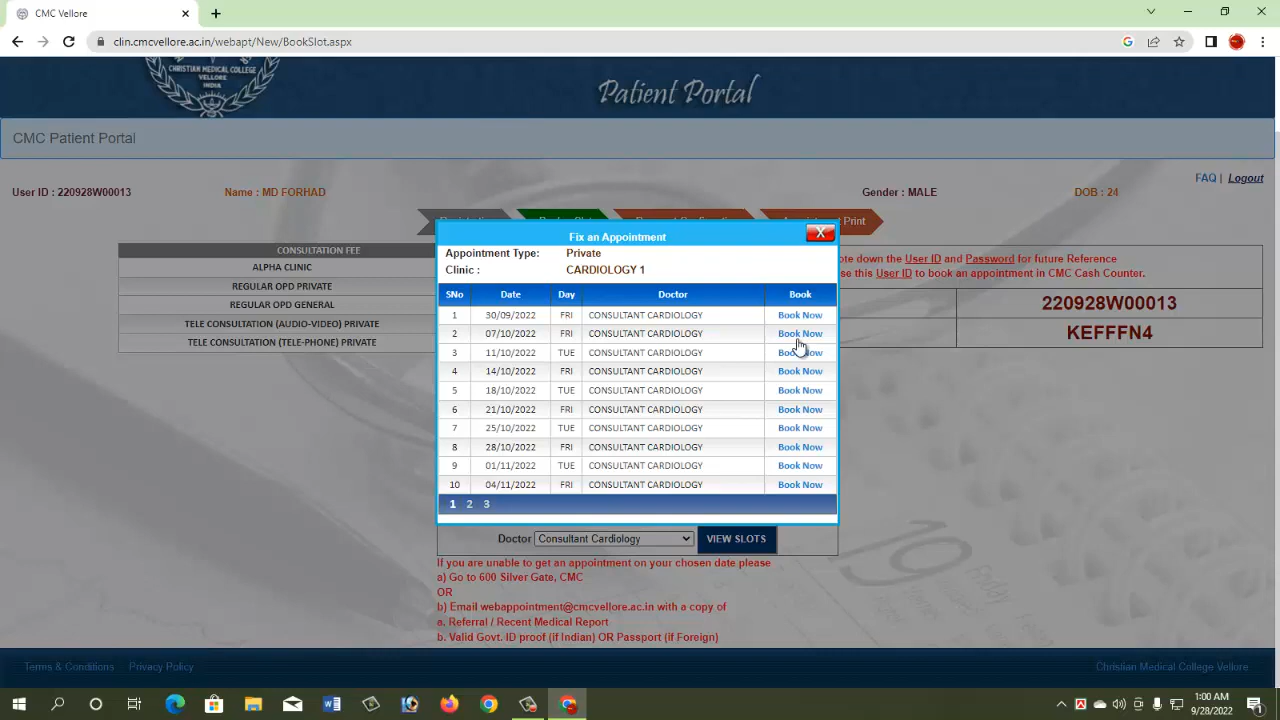 CMC Vellore
clin.cmcvellore.ac.in/webapt/New/BookSlot.aspx
CHRISTIAN MEDICAL COLLEGE
VELLORE
INDIA
Patient Portal
CMC Patient Portal
FAQ | Logout
User ID : 220928W00013 Name : MD FORHAD Gender : MALE DOB : 24
Print
CONSULTATION FEE
ALPHA CLINIC
REGULAR OPD PRIVATE
REGULAR OPD GENERAL
TELE CONSULTATION (AUDIO-VIDEO) PRIVATE
TELE CONSULTATION (TELE-PHONE) PRIVATE
Fix an Appointment X
Appointment Type: Private
Clinic : CARDIOLOGY 1
SNo Date Day Doctor Book
1 30/09/2022 FRI CONSULTANT CARDIOLOGY Book Now
2 07/10/2022 FRI CONSULTANT CARDIOLOGY Book Now
3 11/10/2022 TUE CONSULTANT CARDIOLOGY Book Now
4 14/10/2022 FRI CONSULTANT CARDIOLOGY Book Now
5 18/10/2022 TUE CONSULTANT CARDIOLOGY Book Now
6 21/10/2022 FRI CONSULTANT CARDIOLOGY Book Now
7 25/10/2022 TUE CONSULTANT CARDIOLOGY Book Now
8 28/10/2022 FRI CONSULTANT CARDIOLOGY Book Now
9 01/11/2022 TUE CONSULTANT CARDIOLOGY Book Now
10 04/11/2022 FRI CONSULTANT CARDIOLOGY Book Now
1 2 3
down the User ID and Password for future Reference
this User ID to book an appointment in CMC Cash Counter.
220928W00013
KEFFFN4
Doctor Consultant Cardiology VIEW SLOTS
If you are unable to get an appointment on your chosen date please
a) Go to 600 Silver Gate, CMC
OR
b) Email webappointment@cmcvellore.ac.in with a copy of
a. Referral / Recent Medical Report
b. Valid Govt. ID proof (if Indian) OR Passport (if Foreign)
Terms & Conditions Privacy Policy Christian Medical College Vellore
1:00 AM
9/28/2022